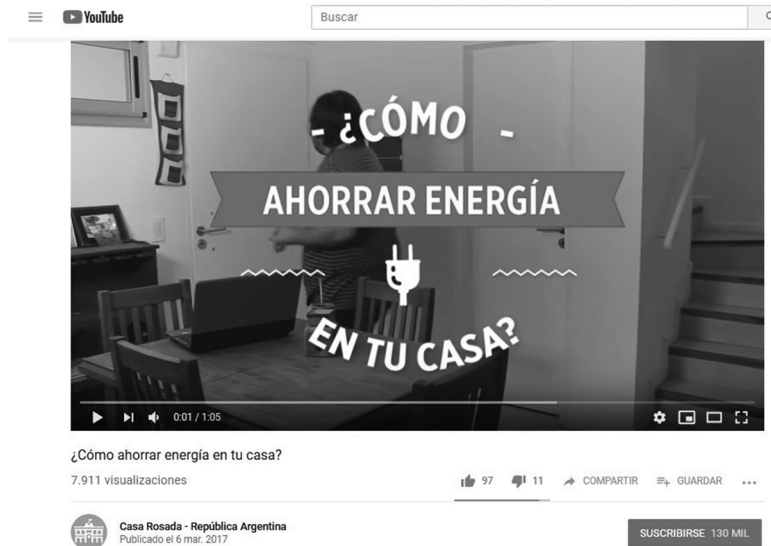 YouTube
Buscar
- ¿CÓMO -
AHORRAR ENERGÍA
EN TU CASA?
0:01 / 1:05
¿Cómo ahorrar energía en tu casa?
7.911 visualizaciones
97 11 COMPARTIR GUARDAR
Casa Rosada - República Argentina
Publicado el 6 mar. 2017
SUSCRIBIRSE 130 MIL